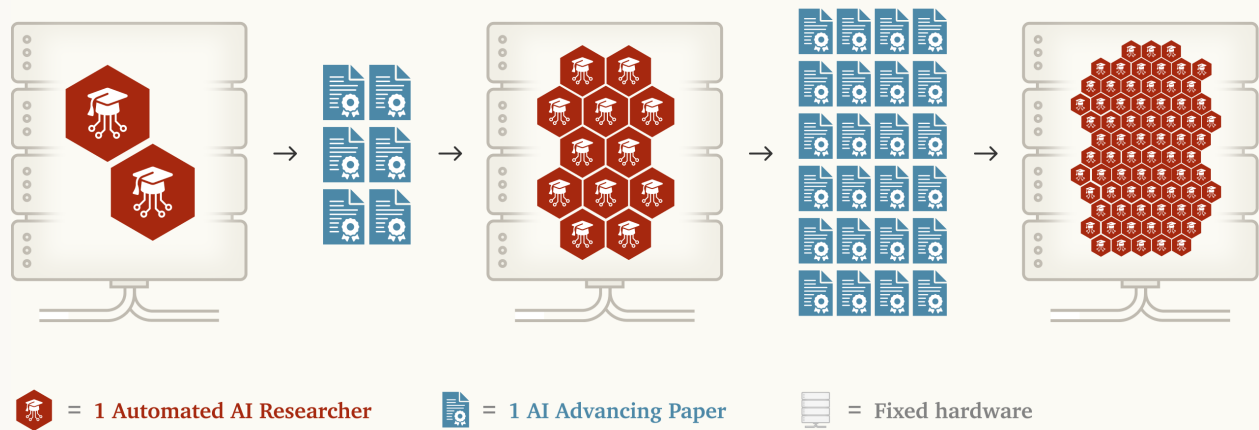 = 1 Automated AI Researcher
= 1 AI Advancing Paper
= Fixed hardware